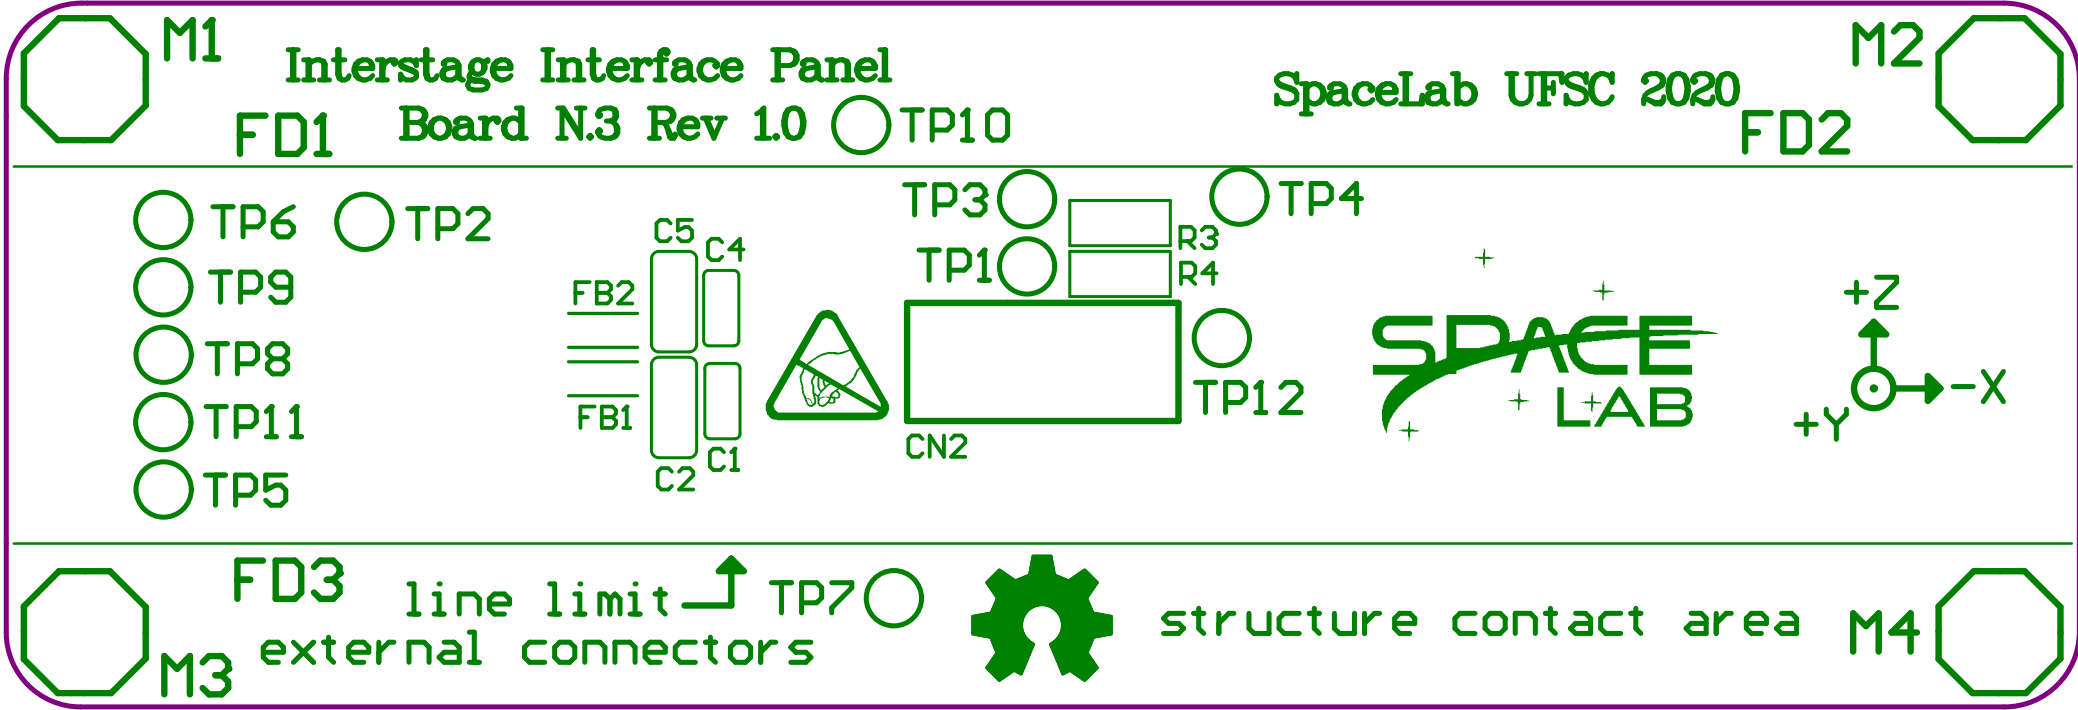 M1
Interstage Interface Panel
Board N.3 Rev 1.0
SpaceLab UFSC 2020
M2
FD1
TP10
FD2
TP6
TP2
TP9
TP8
TP11
TP5
C5
C4
FB2
FB1
C2
C1
TP3
TP4
R3
TP1
R4
TP12
CN2
SPACE
LAB
+Z
-X
+Y
FD3
line limit
external connectors
TP7
structure contact area
M3
M4